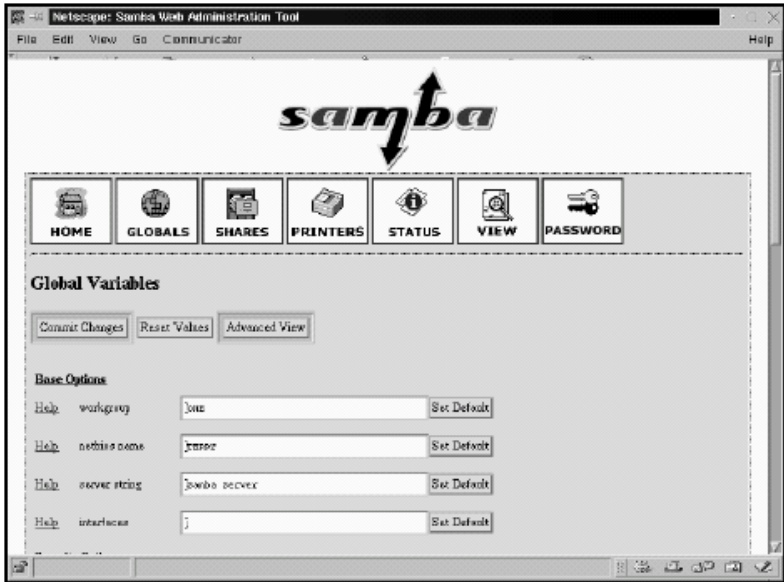 Netscape: Samba Web Administration Tool
File Edit View Go Communicator Help
samba
HOME GLOBALS SHARES PRINTERS STATUS VIEW PASSWORD
Global Variables
Commit Changes Reset Values Advanced View
Base Options
Help workgroup Set Default
Help netbios name Set Default
Help server string samba server Set Default
Help interfaces Set Default